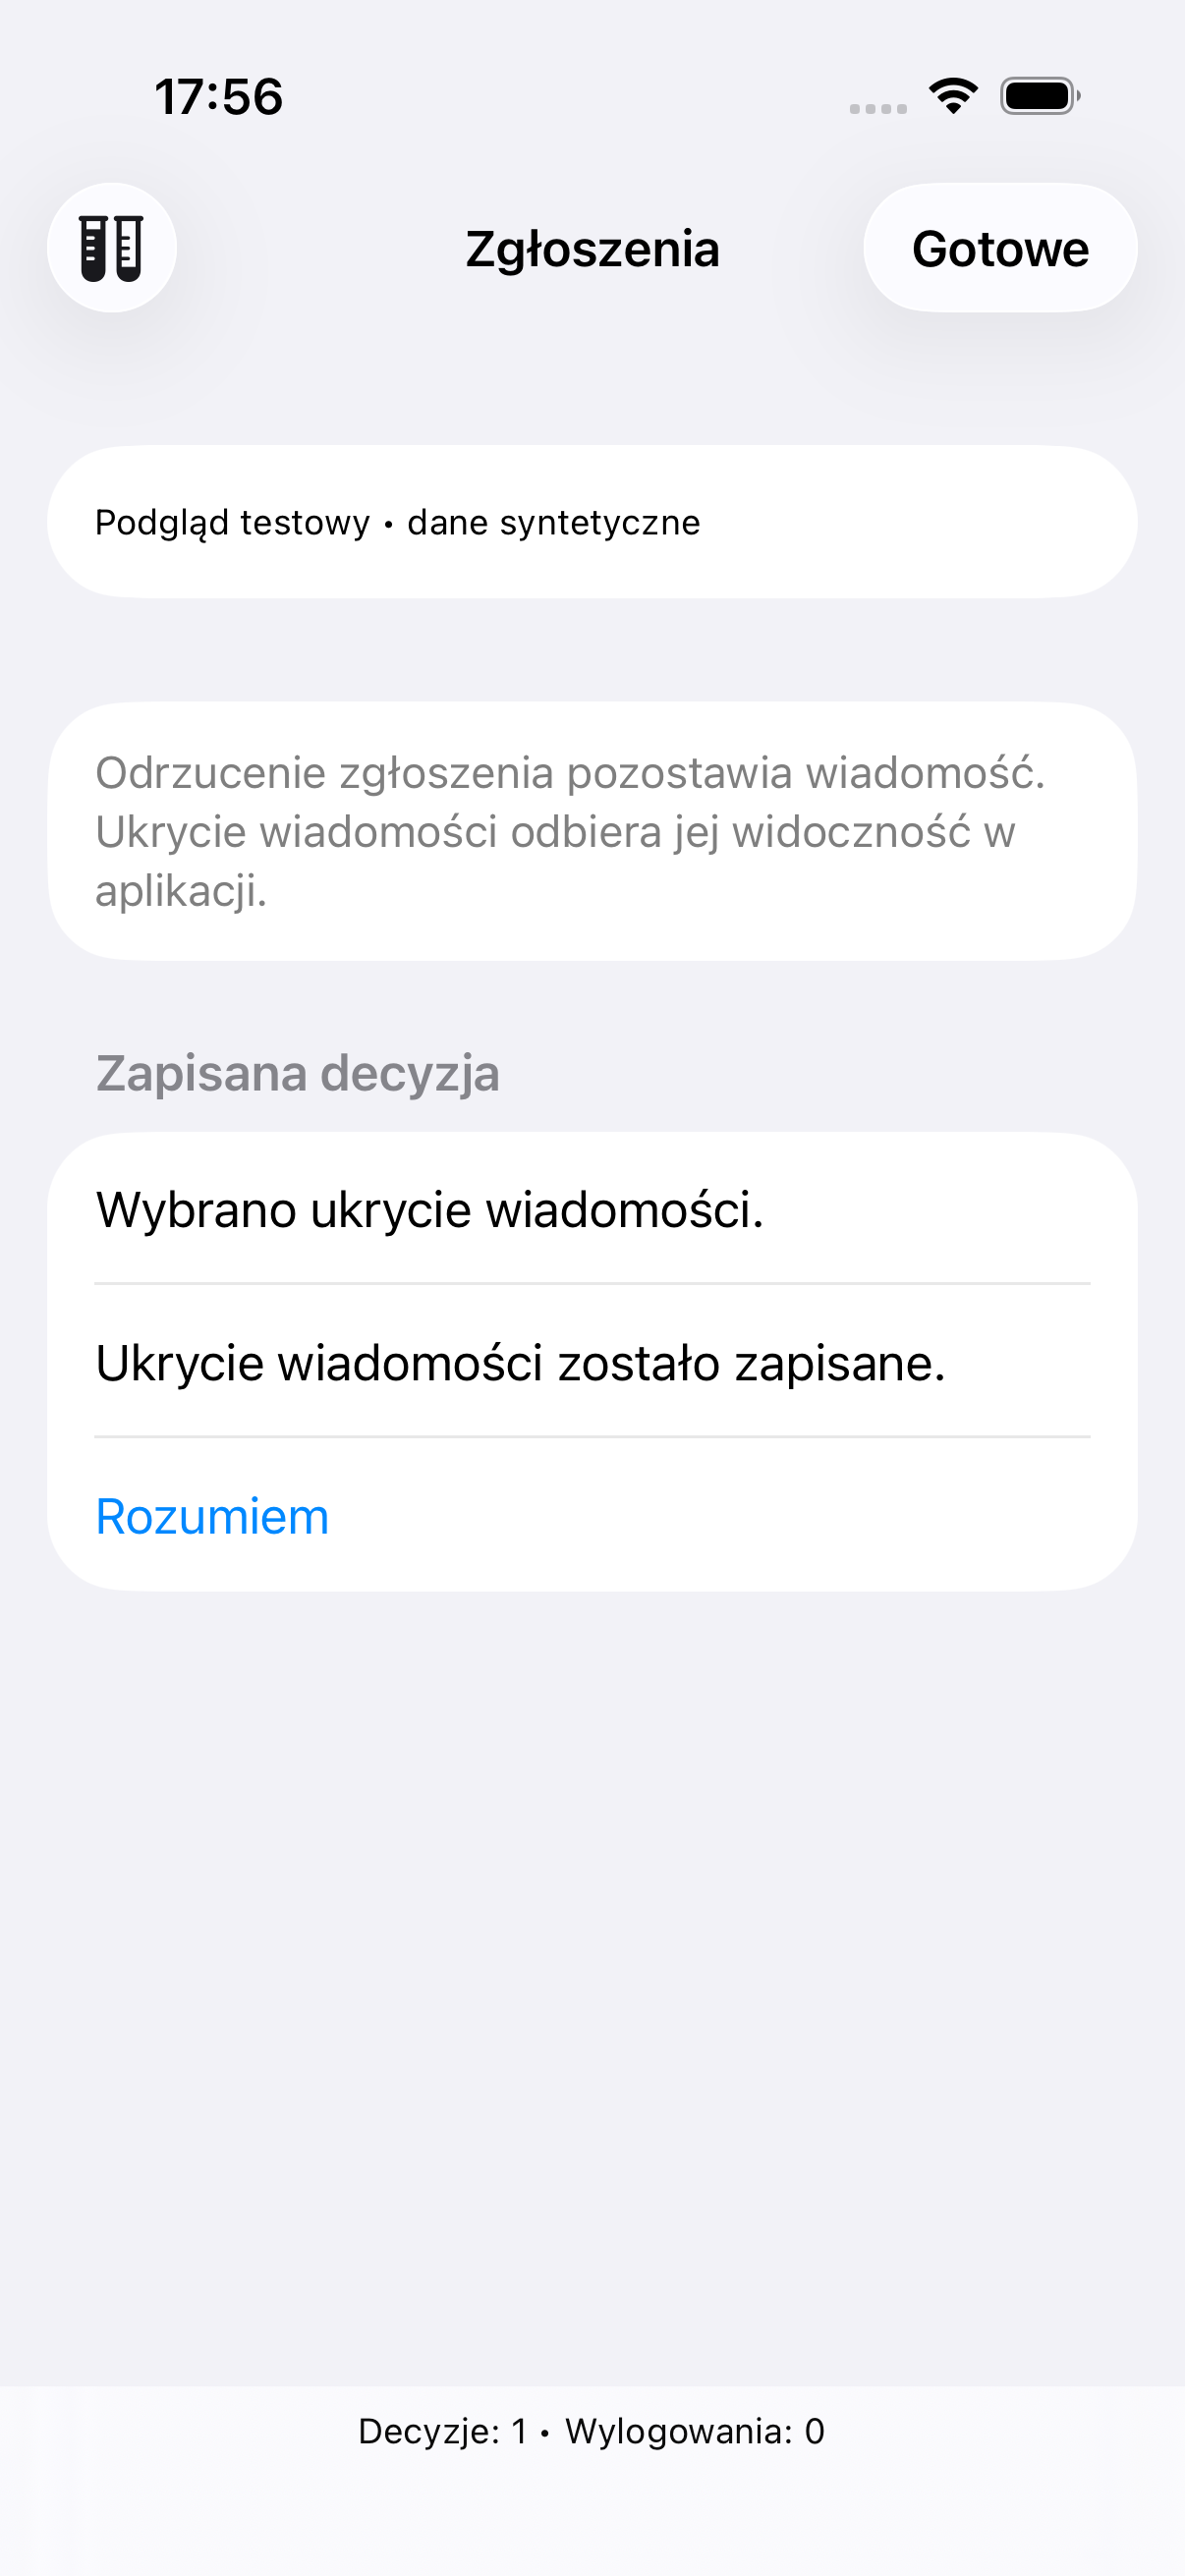 17:56
Zgłoszenia
Gotowe
Podgląd testowy • dane syntetyczne
Odrzucenie zgłoszenia pozostawia wiadomość.
Ukrycie wiadomości odbiera jej widoczność w
aplikacji.
Zapisana decyzja
Wybrano ukrycie wiadomości.
Ukrycie wiadomości zostało zapisane.
Rozumiem
Decyzje: 1 • Wylogowania: 0